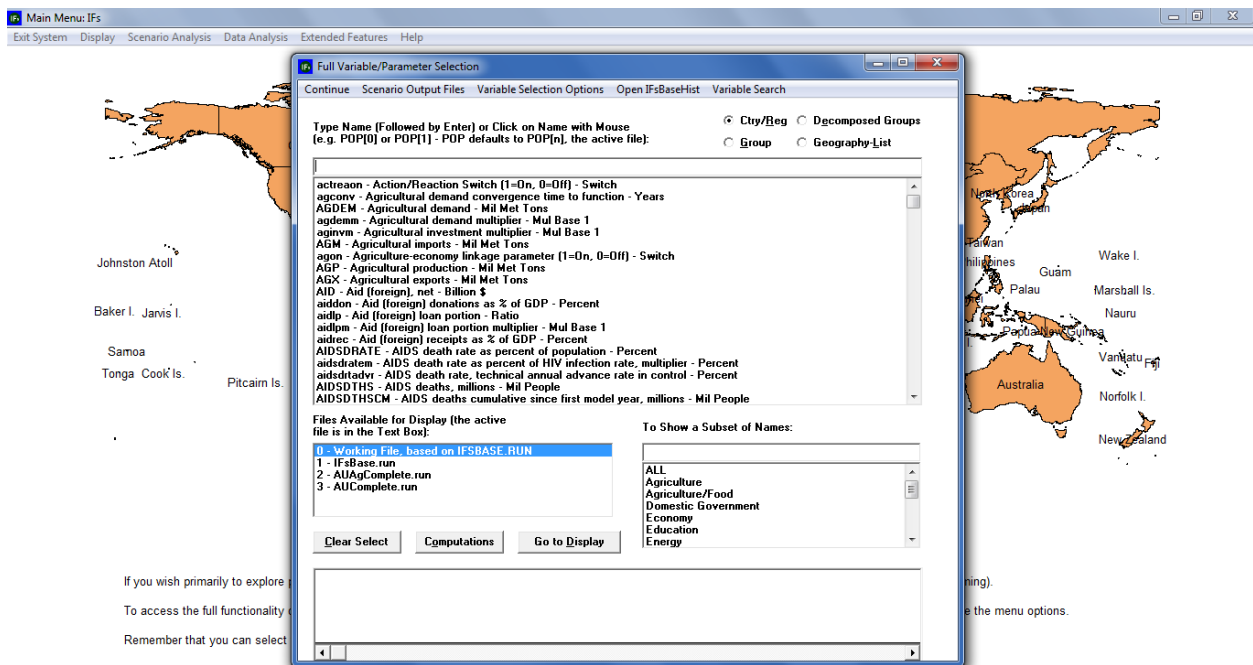 Main Menu: IFs
Exit System Display Scenario Analysis Data Analysis Extended Features Help
IFs Full Variable/Parameter Selection
Continue Scenario Output Files Variable Selection Options Open IFsBaseHist Variable Search
Type Name (Followed by Enter) or Click on Name with Mouse
(e.g. POP[0] or POP[1] - POP defaults to POP[n], the active file):
Ctry/Reg Decomposed Groups
Group Geography-List
actreaon - Action/Reaction Switch (1=On, 0=Off) - Switch
agconv - Agricultural demand convergence time to function - Years
AGDEM - Agricultural demand - Mil Met Tons
agdemm - Agricultural demand multiplier - Mul Base 1
aginvm - Agricultural investment multiplier - Mul Base 1
AGM - Agricultural imports - Mil Met Tons
agon - Agriculture-economy linkage parameter (1=On, 0=Off) - Switch
AGP - Agricultural production - Mil Met Tons
AGX - Agricultural exports - Mil Met Tons
AID - Aid (foreign), net - Billion $
aiddon - Aid (foreign) donations as % of GDP - Percent
aidlp - Aid (foreign) loan portion - Ratio
aidlpm - Aid (foreign) loan portion multiplier - Mul Base 1
aidrec - Aid (foreign) receipts as % of GDP - Percent
AIDSDRATE - AIDS death rate as percent of population - Percent
aidsdratem - AIDS death rate as percent of HIV infection rate, multiplier - Percent
aidsdrtadvr - AIDS death rate, technical annual advance rate in control - Percent
AIDSDTHS - AIDS deaths, millions - Mil People
AIDSDTHSCM - AIDS deaths cumulative since first model year, millions - Mil People
Files Available for Display (the active
file is in the Text Box):
0 - Working File, based on IFSBASE.RUN
1 - IFsBase.run
2 - AUAgComplete.run
3 - AUComplete.run
To Show a Subset of Names:
ALL
Agriculture
Agriculture/Food
Domestic Government
Economy
Education
Energy
Clear Select Computations Go to Display
Johnston Atoll
Baker I. Jarvis I.
Samoa
Tonga Cook Is.
Pitcairn Is.
North Korea
Japan
Taiwan
Philippines
Guam
Wake I.
Palau
Marshall Is.
Nauru
Papua New Guinea
Vanuatu
Fiji
Australia
Norfolk I.
New Zealand
If you wish primarily to explore
ning).
To access the full functionality
e the menu options.
Remember that you can select